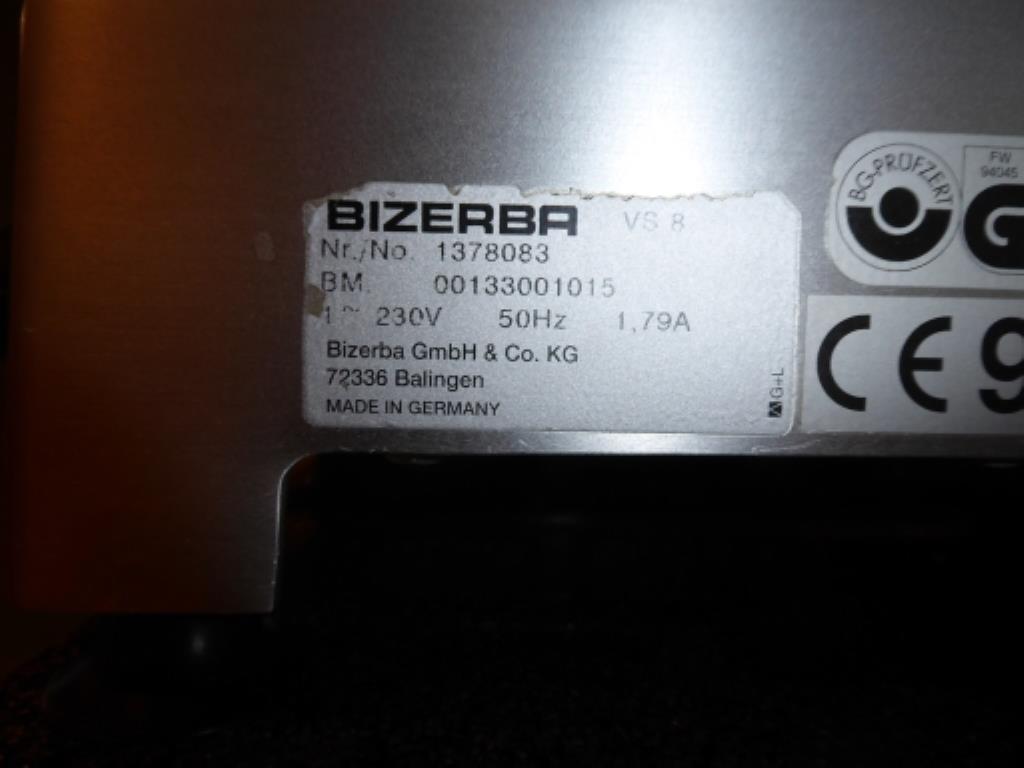 BIZERBA VS 8
Nr./No. 1378083
BM. 00133001015
1 ~ 230V 50Hz 1,79A
Bizerba GmbH & Co. KG
72336 Balingen
MADE IN GERMANY
G+L
BG-PRÜFZERT
FW
94045
G
CE 9